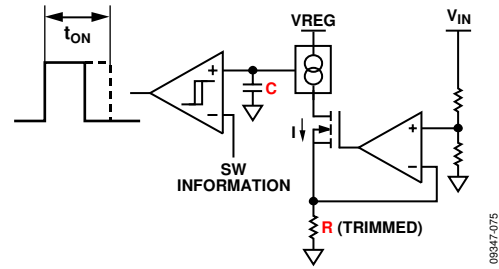 VREG
VIN
tON
+
C
−
I
+
−
SW
INFORMATION
R (TRIMMED)
09347-075